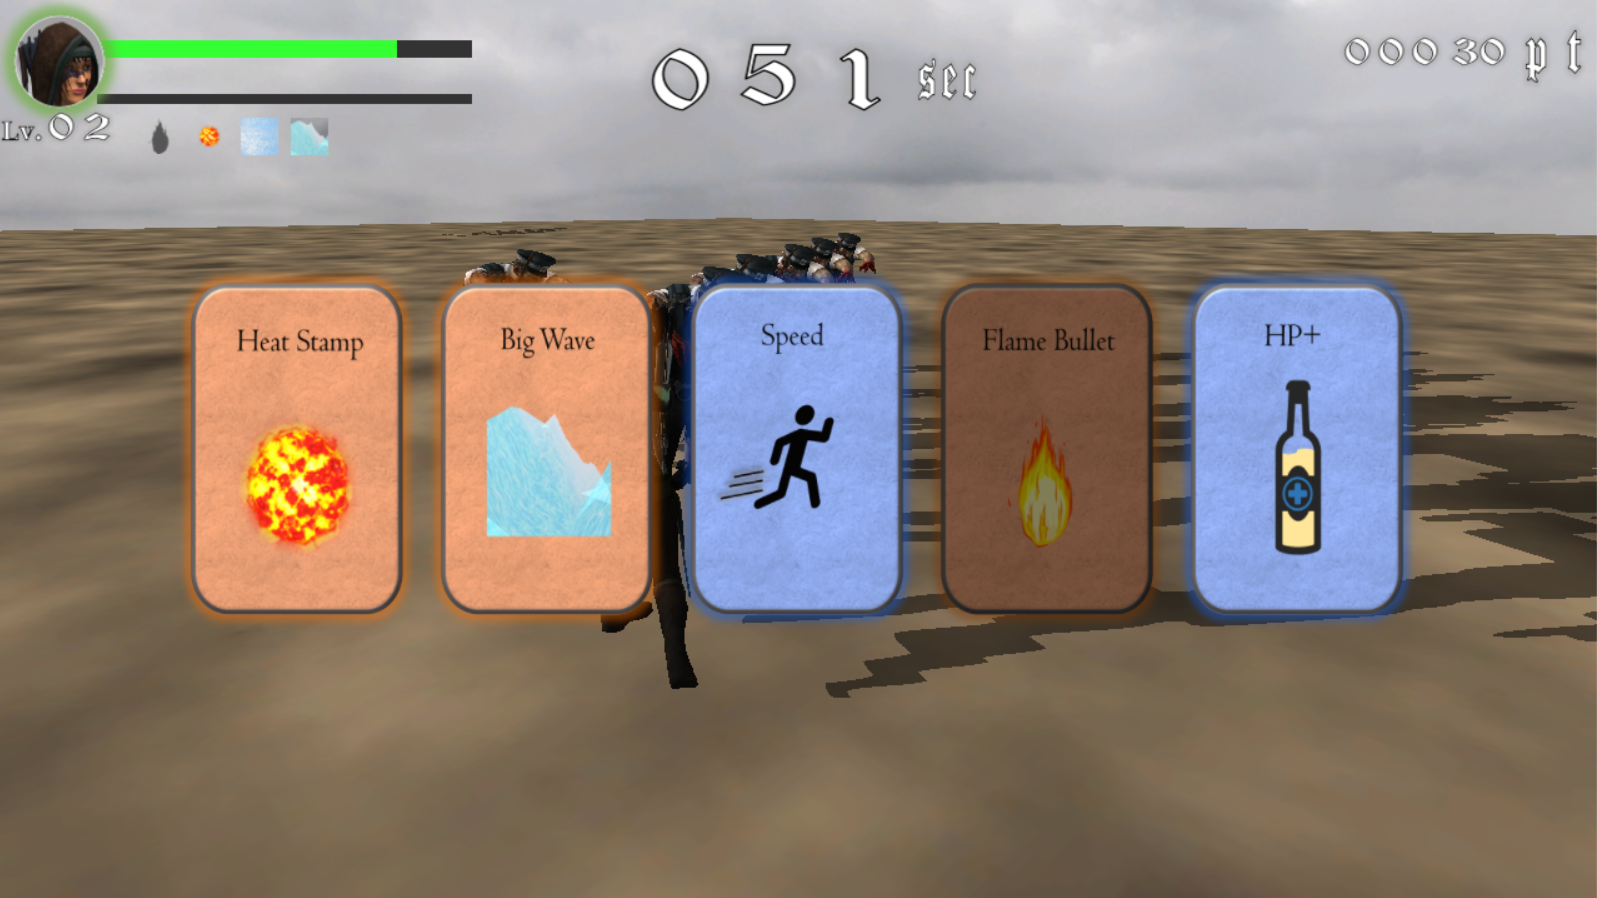 051 sec
00030 pt
Lv.02
Heat Stamp
Big Wave
Speed
Flame Bullet
HP+